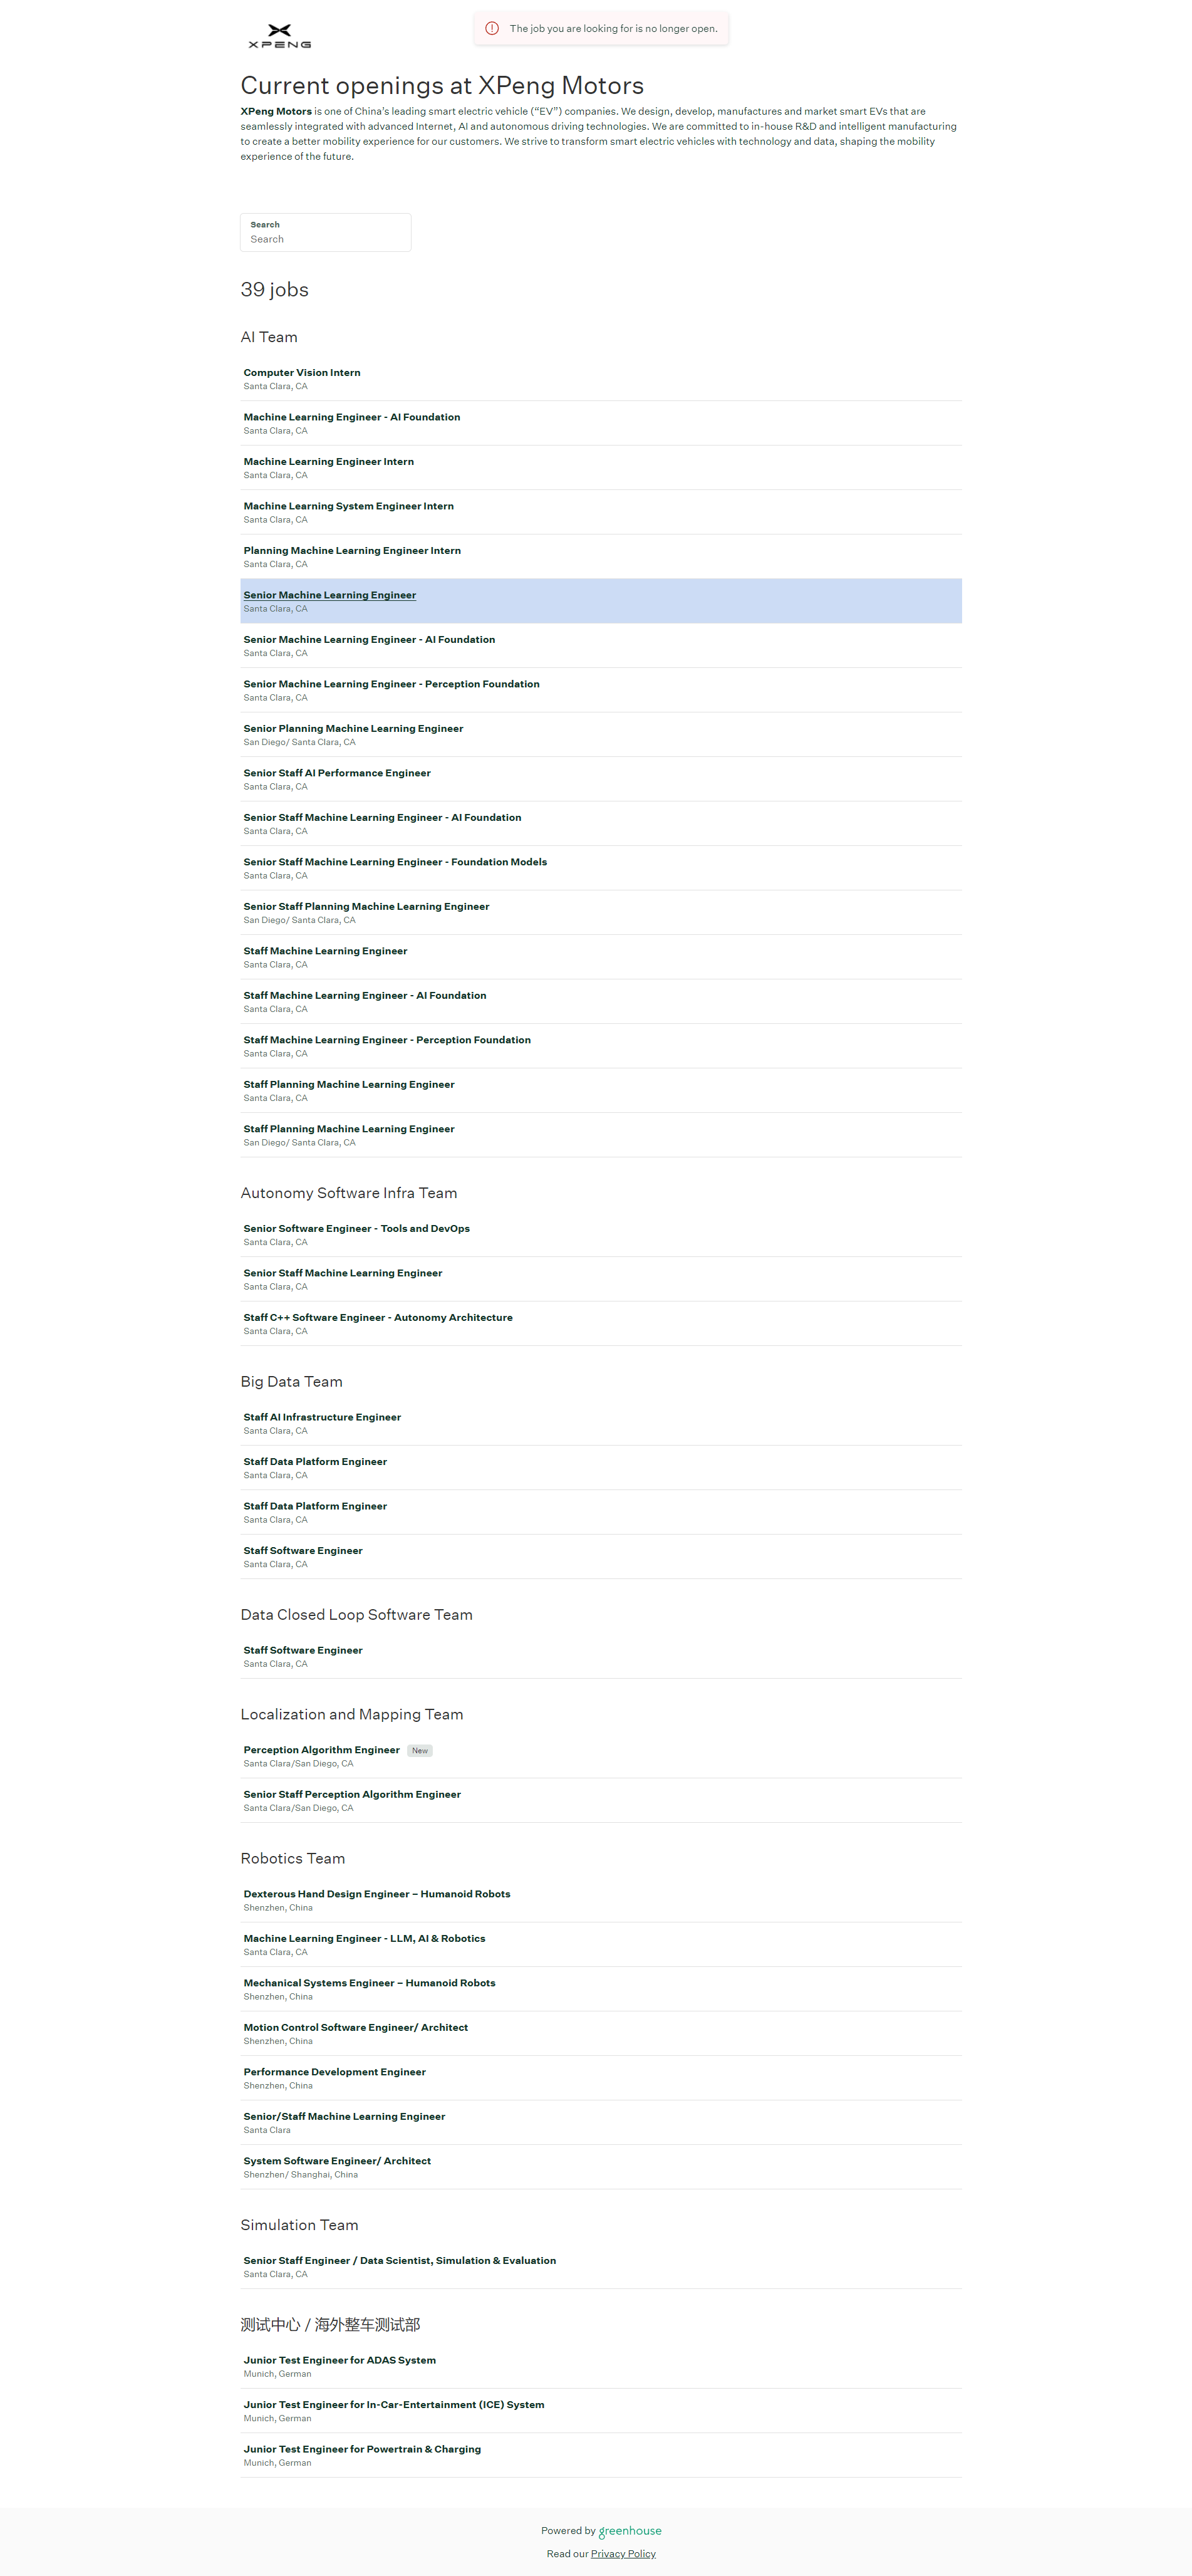 XPENG
The job you are looking for is no longer open.
Current openings at XPeng Motors
XPeng Motors is one of China’s leading smart electric vehicle (“EV”) companies. We design, develop, manufactures and market smart EVs that are
seamlessly integrated with advanced Internet, AI and autonomous driving technologies. We are committed to in-house R&D and intelligent manufacturing
to create a better mobility experience for our customers. We strive to transform smart electric vehicles with technology and data, shaping the mobility
experience of the future.
Search
Search
39 jobs
AI Team
Computer Vision Intern
Santa Clara, CA
Machine Learning Engineer - AI Foundation
Santa Clara, CA
Machine Learning Engineer Intern
Santa Clara, CA
Machine Learning System Engineer Intern
Santa Clara, CA
Planning Machine Learning Engineer Intern
Santa Clara, CA
Senior Machine Learning Engineer
Santa Clara, CA
Senior Machine Learning Engineer - AI Foundation
Santa Clara, CA
Senior Machine Learning Engineer - Perception Foundation
Santa Clara, CA
Senior Planning Machine Learning Engineer
San Diego/ Santa Clara, CA
Senior Staff AI Performance Engineer
Santa Clara, CA
Senior Staff Machine Learning Engineer - AI Foundation
Santa Clara, CA
Senior Staff Machine Learning Engineer - Foundation Models
Santa Clara, CA
Senior Staff Planning Machine Learning Engineer
San Diego/ Santa Clara, CA
Staff Machine Learning Engineer
Santa Clara, CA
Staff Machine Learning Engineer - AI Foundation
Santa Clara, CA
Staff Machine Learning Engineer - Perception Foundation
Santa Clara, CA
Staff Planning Machine Learning Engineer
Santa Clara, CA
Staff Planning Machine Learning Engineer
San Diego/ Santa Clara, CA
Autonomy Software Infra Team
Senior Software Engineer - Tools and DevOps
Santa Clara, CA
Senior Staff Machine Learning Engineer
Santa Clara, CA
Staff C++ Software Engineer - Autonomy Architecture
Santa Clara, CA
Big Data Team
Staff AI Infrastructure Engineer
Santa Clara, CA
Staff Data Platform Engineer
Santa Clara, CA
Staff Data Platform Engineer
Santa Clara, CA
Staff Software Engineer
Santa Clara, CA
Data Closed Loop Software Team
Staff Software Engineer
Santa Clara, CA
Localization and Mapping Team
Perception Algorithm Engineer New
Santa Clara/San Diego, CA
Senior Staff Perception Algorithm Engineer
Santa Clara/San Diego, CA
Robotics Team
Dexterous Hand Design Engineer – Humanoid Robots
Shenzhen, China
Machine Learning Engineer - LLM, AI & Robotics
Santa Clara, CA
Mechanical Systems Engineer – Humanoid Robots
Shenzhen, China
Motion Control Software Engineer/ Architect
Shenzhen, China
Performance Development Engineer
Shenzhen, China
Senior/Staff Machine Learning Engineer
Santa Clara
System Software Engineer/ Architect
Shenzhen/ Shanghai, China
Simulation Team
Senior Staff Engineer / Data Scientist, Simulation & Evaluation
Santa Clara, CA
测试中心 / 海外整车测试部
Junior Test Engineer for ADAS System
Munich, German
Junior Test Engineer for In-Car-Entertainment (ICE) System
Munich, German
Junior Test Engineer for Powertrain & Charging
Munich, German
Powered by greenhouse
Read our Privacy Policy